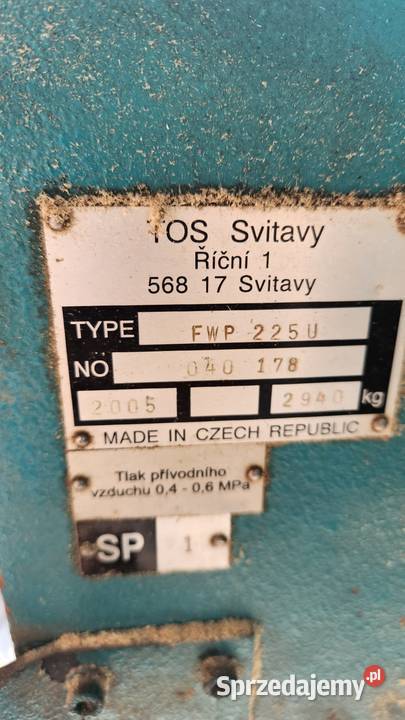 TOS Svitavy
Říční 1
568 17 Svitavy
TYPE FWP 225U
NO 040 178
2005 2940 kg
MADE IN CZECH REPUBLIC
Tlak přívodního
vzduchu 0,4 - 0,6 MPa
SP 1
Sprzedajemy.pl